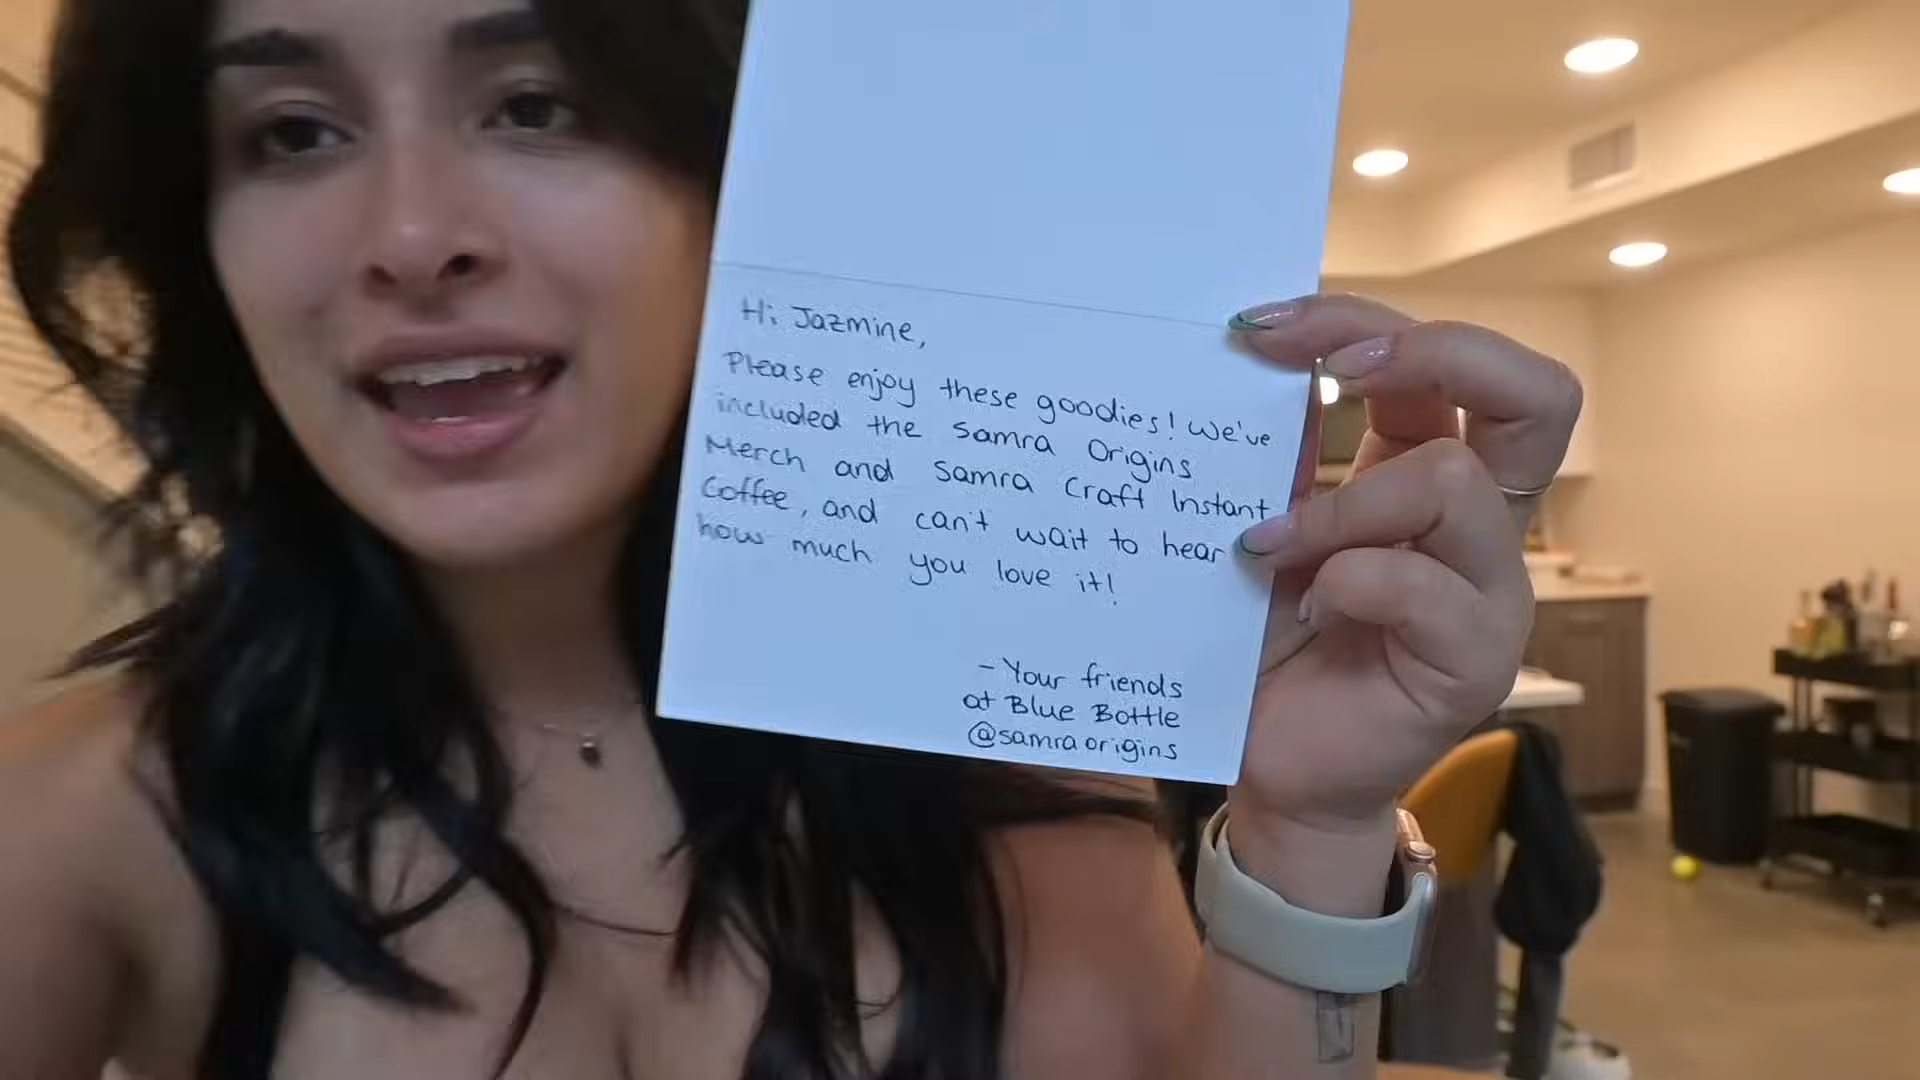 Hi Jazmine,
Please enjoy these goodies! We've
included the Samra Origins
Merch and Samra Craft Instant
Coffee, and can't wait to hear
how much you love it!
- Your friends
at Blue Bottle
@samraorigins